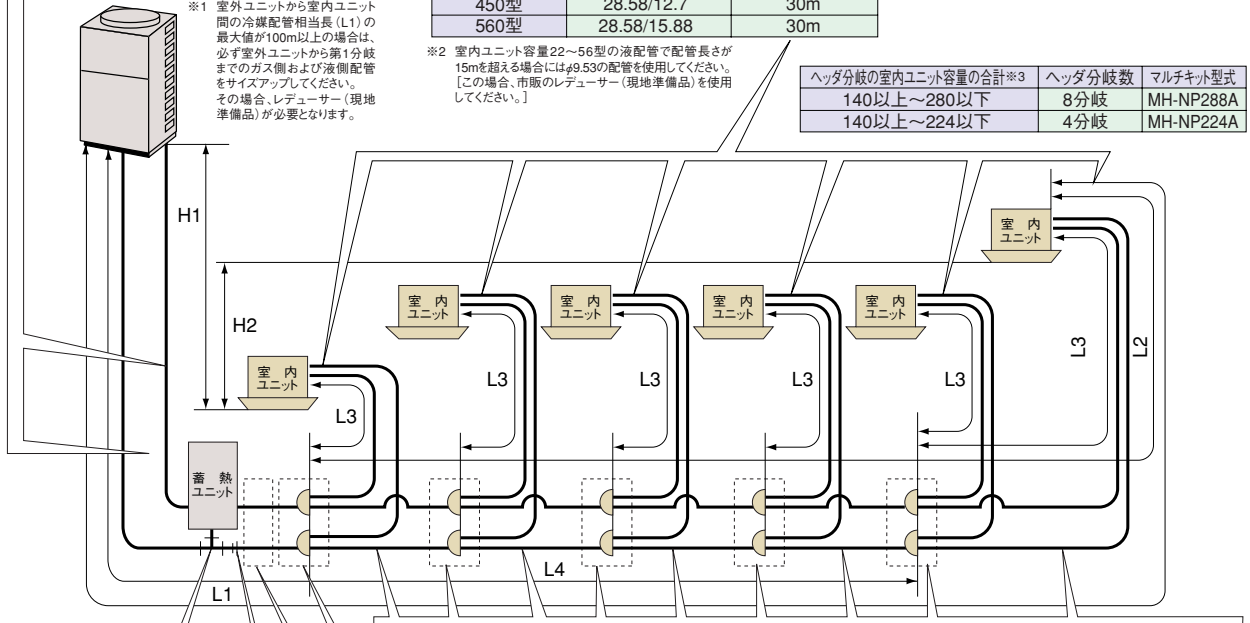 ※1 室外ユニットから室内ユニット
間の冷媒配管相当長(L1)の
最大値が100m以上の場合は、
必ず室外ユニットから第1分岐
までのガス側および液側配管
をサイズアップしてください。
その場合、レデューサー(現地
準備品)が必要となります。
450型 28.58/12.7 30m
560型 28.58/15.88 30m
※2 室内ユニット容量22〜56型の液配管で配管長さが
15mを超える場合にはφ9.53の配管を使用してください。
[この場合、市販のレデューサー(現地準備品)を使用
してください。]
ヘッダ分岐の室内ユニット容量の合計※3 ヘッダ分岐数 マルチキット型式
140以上〜280以下 8分岐 MH-NP288A
140以上〜224以下 4分岐 MH-NP224A
H1
室 内
ユニット
H2
室 内
ユニット
室 内
ユニット
室 内
ユニット
室 内
ユニット
室 内
ユニット
L3
L3
L3
L3
L3
L3
L2
蓄 熱
ユニット
L4
L1